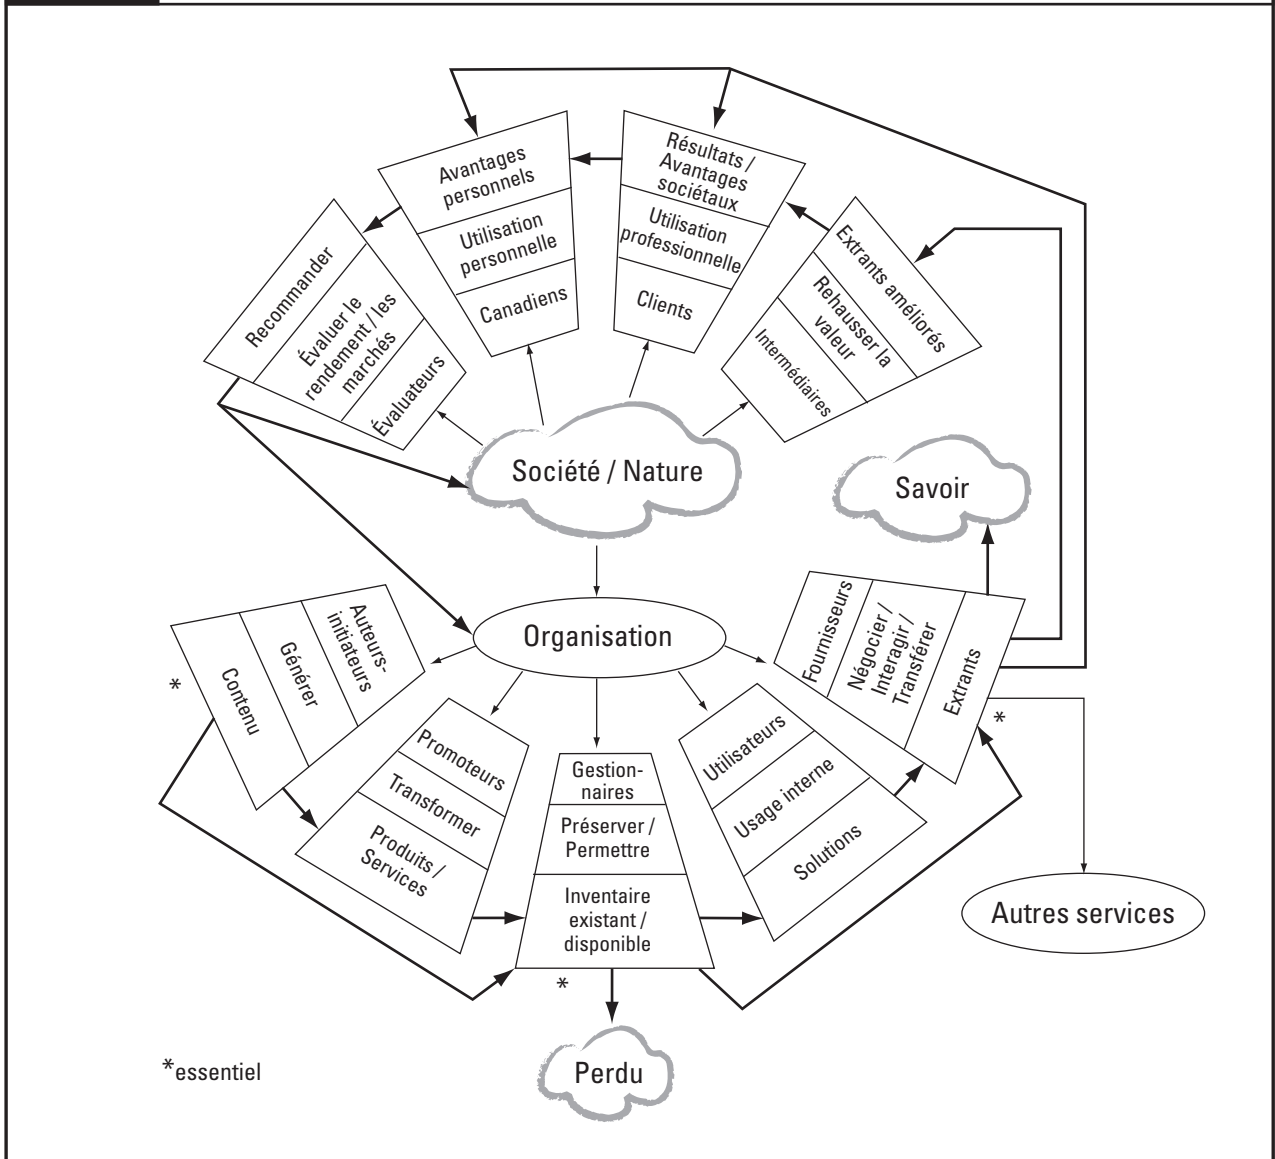 Résultats /
Avantages
sociétaux
Utilisation
professionnelle
Clients
Avantages
personnels
Utilisation
personnelle
Canadiens
Recommander
Évaluer le
rendement / les
marchés
Évaluateurs
Extrants améliorés
Rehausser la
valeur
Intermédiaires
Société / Nature
Savoir
Organisation
*
Contenu
Générer
Auteurs-
initiateurs
Promoteurs
Transformer
Produits /
Services
Gestion-
naires
Préserver /
Permettre
Inventaire
existant /
disponible
*
Utilisateurs
Usage interne
Solutions
Fournisseurs
Négocier /
Interagir /
Transférer
Extrants
*
Autres services
Perdu
*essentiel